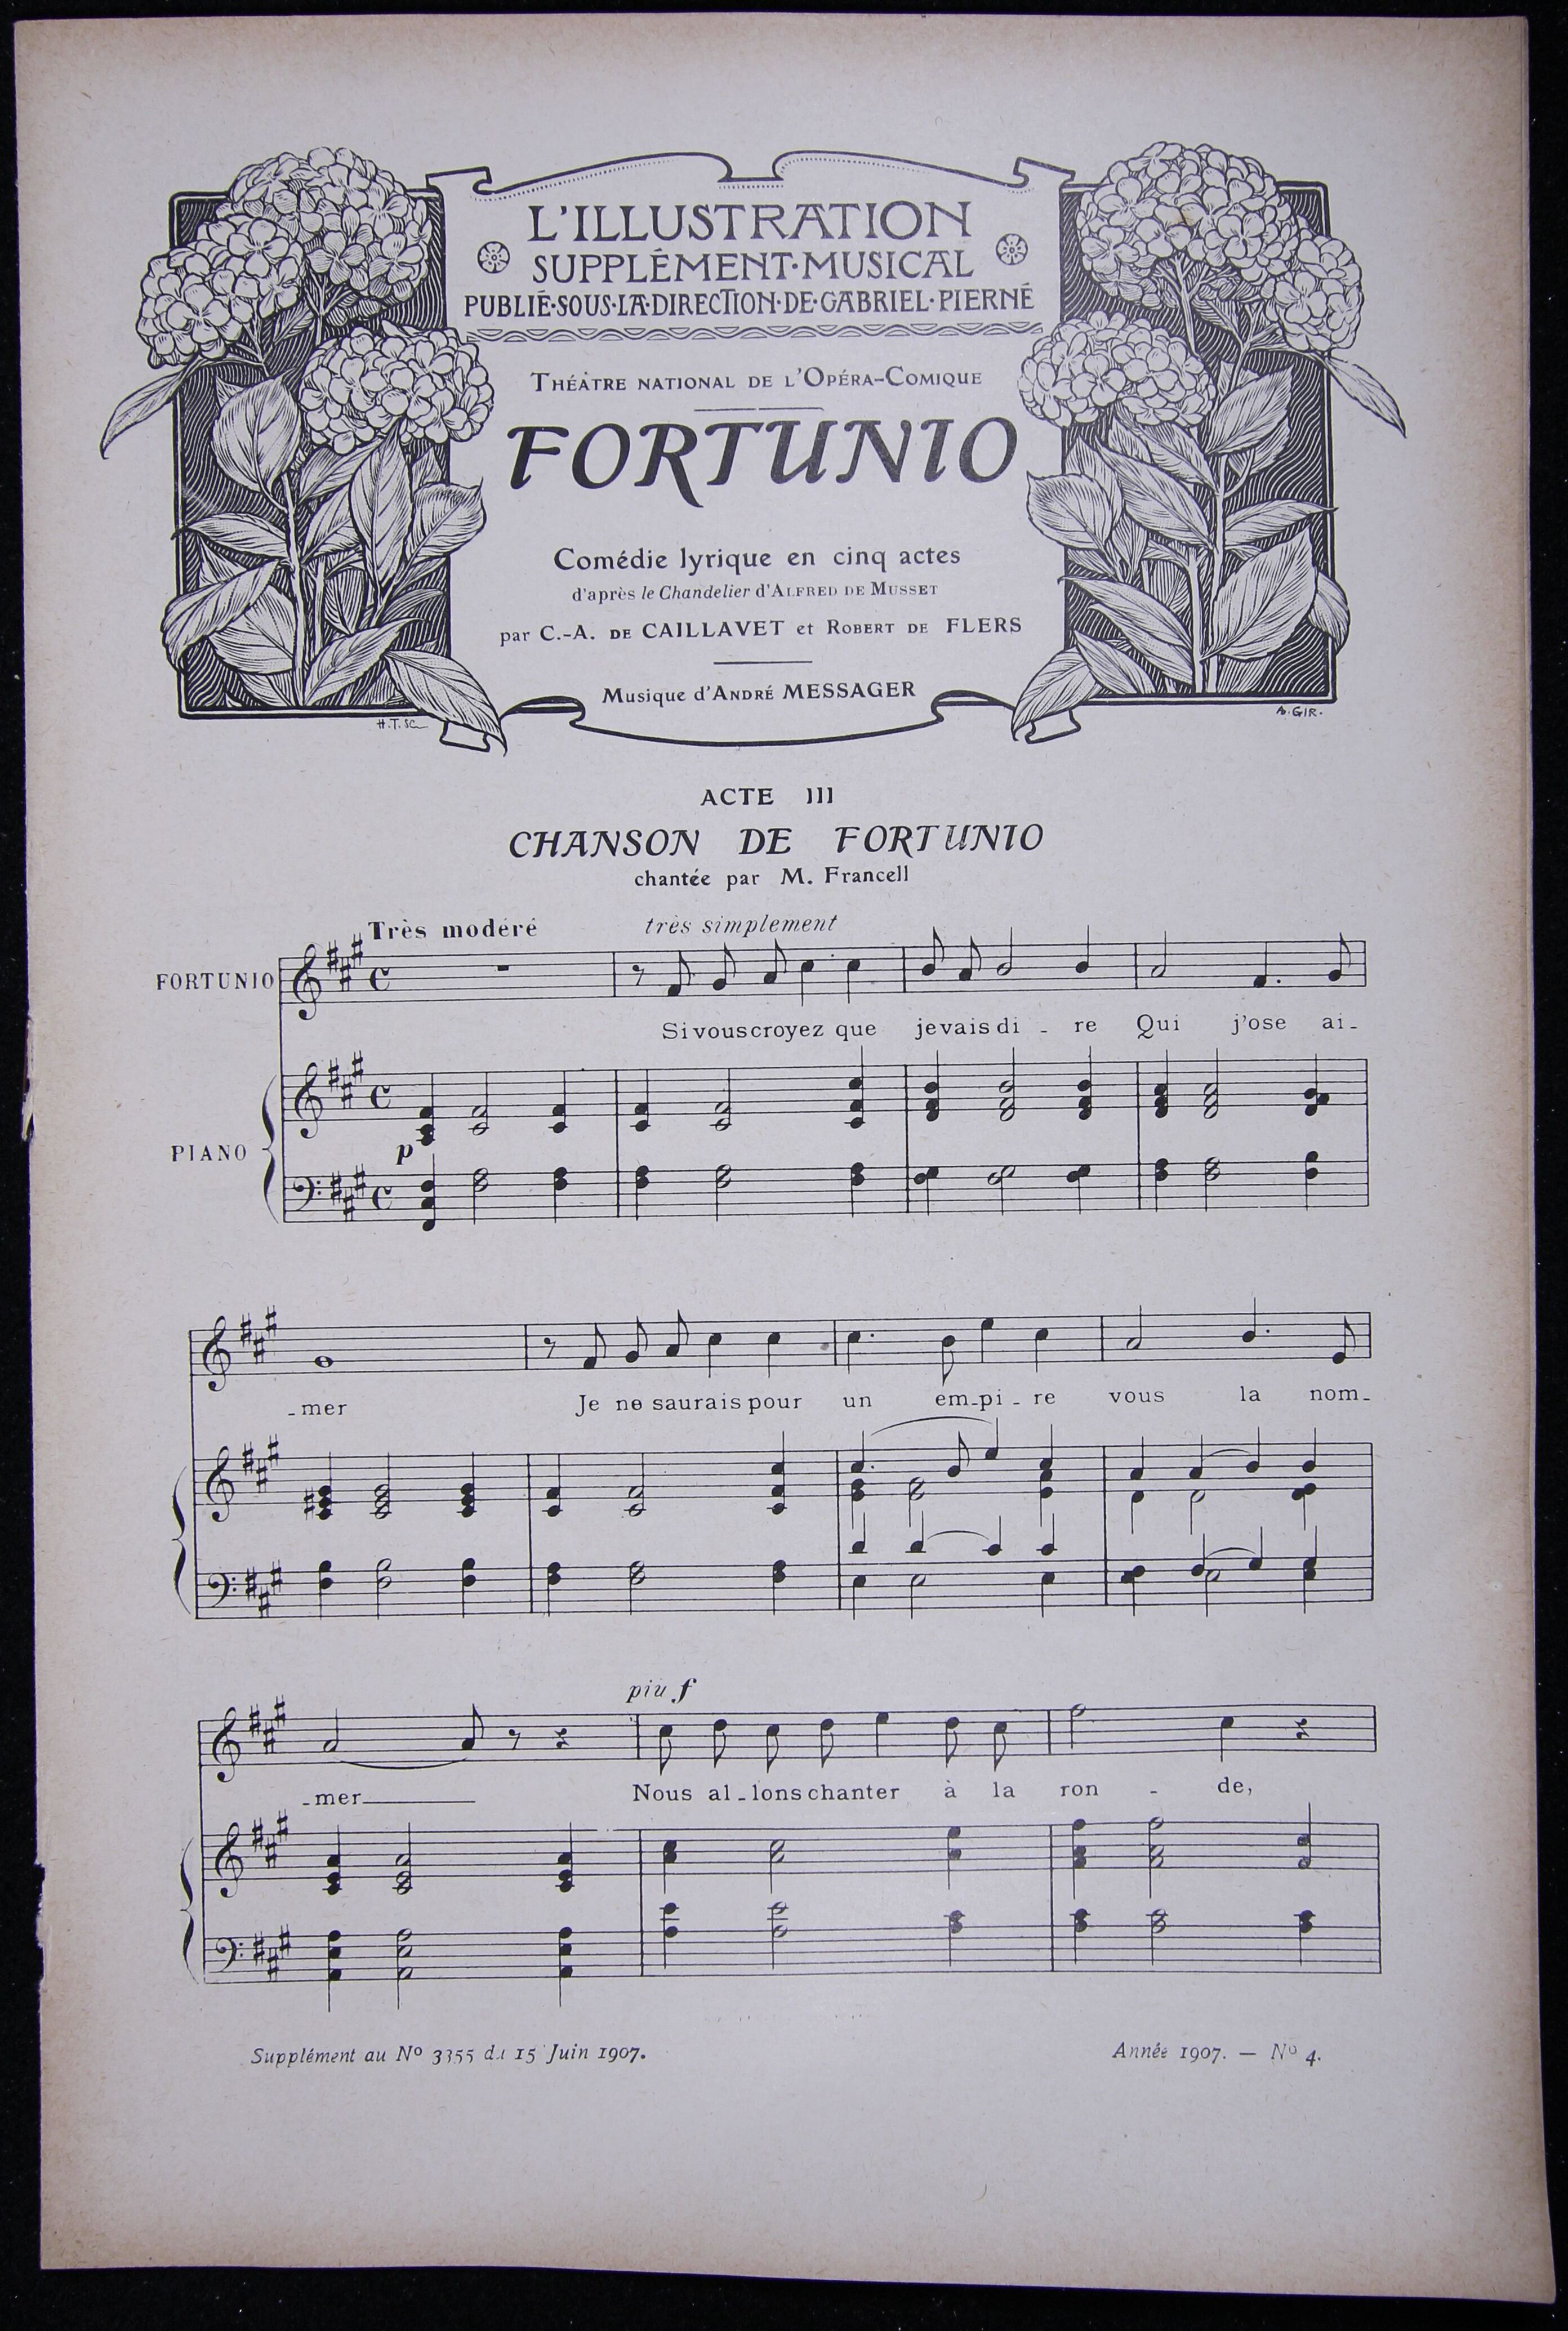 L'ILLUSTRATION
SUPPLÉMENT·MUSICAL
PUBLIÉ·SOUS·LA·DIRECTION·DE·GABRIEL·PIERNÉ
THÉÂTRE NATIONAL DE L'OPÉRA-COMIQUE
FORTUNIO
Comédie lyrique en cinq actes
d'après le Chandelier d'ALFRED DE MUSSET
par C.-A. DE CAILLAVET et ROBERT DE FLERS
Musique d'ANDRÉ MESSAGER
H.T. SC
A. GIR.
ACTE III
CHANSON DE FORTUNIO
chantée par M. Francell
Très modéré
très simplement
FORTUNIO
Si vous croyez que je vais di - re Qui j'ose ai-
PIANO
p
-mer Je ne saurais pour un em-pi-re vous la nom-
piu f
-mer Nous al-lons chanter à la ron - de,
Supplément au Nº 3355 du 15 Juin 1907.
Année 1907. — Nº 4.